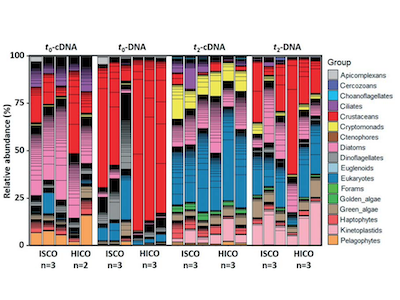 t0-cDNA t0-DNA t2-cDNA t2-DNA
Group
Apicomplexans
Cercozoans
Choanoflagellates
Ciliates
Crustaceans
Cryptomonads
Ctenophores
Diatoms
Dinoflagellates
Euglenoids
Eukaryotes
Forams
Golden_algae
Green_algae
Haptophytes
Kinetoplastids
Pelagophytes
Relative abundance (%)
100
75
50
25
0
ISCO HICO ISCO HICO ISCO HICO ISCO HICO
n=3 n=2 n=3 n=3 n=3 n=3 n=3 n=3